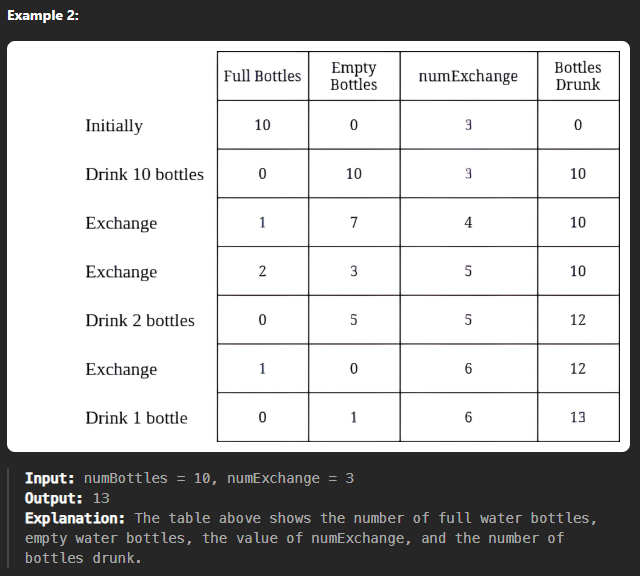 Example 2:
Full Bottles Empty Bottles numExchange Bottles Drunk
Initially 10 0 3 0
Drink 10 bottles 0 10 3 10
Exchange 1 7 4 10
Exchange 2 3 5 10
Drink 2 bottles 0 5 5 12
Exchange 1 0 6 12
Drink 1 bottle 0 1 6 13
Input: numBottles = 10, numExchange = 3
Output: 13
Explanation: The table above shows the number of full water bottles,
empty water bottles, the value of numExchange, and the number of
bottles drunk.